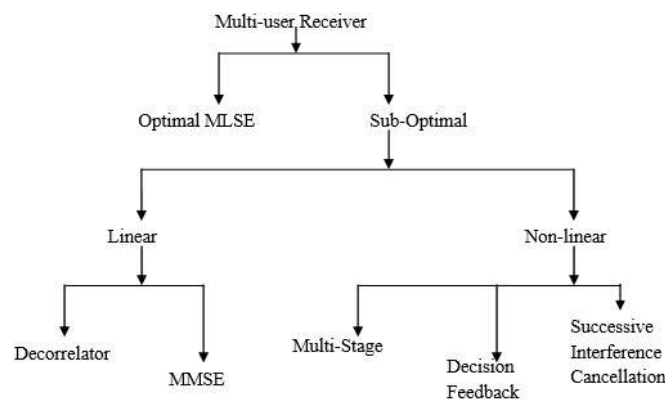 Multi-user Receiver
Optimal MLSE
Sub-Optimal
Linear
Non-linear
Decorrelator
MMSE
Multi-Stage
Decision
Feedback
Successive
Interference
Cancellation